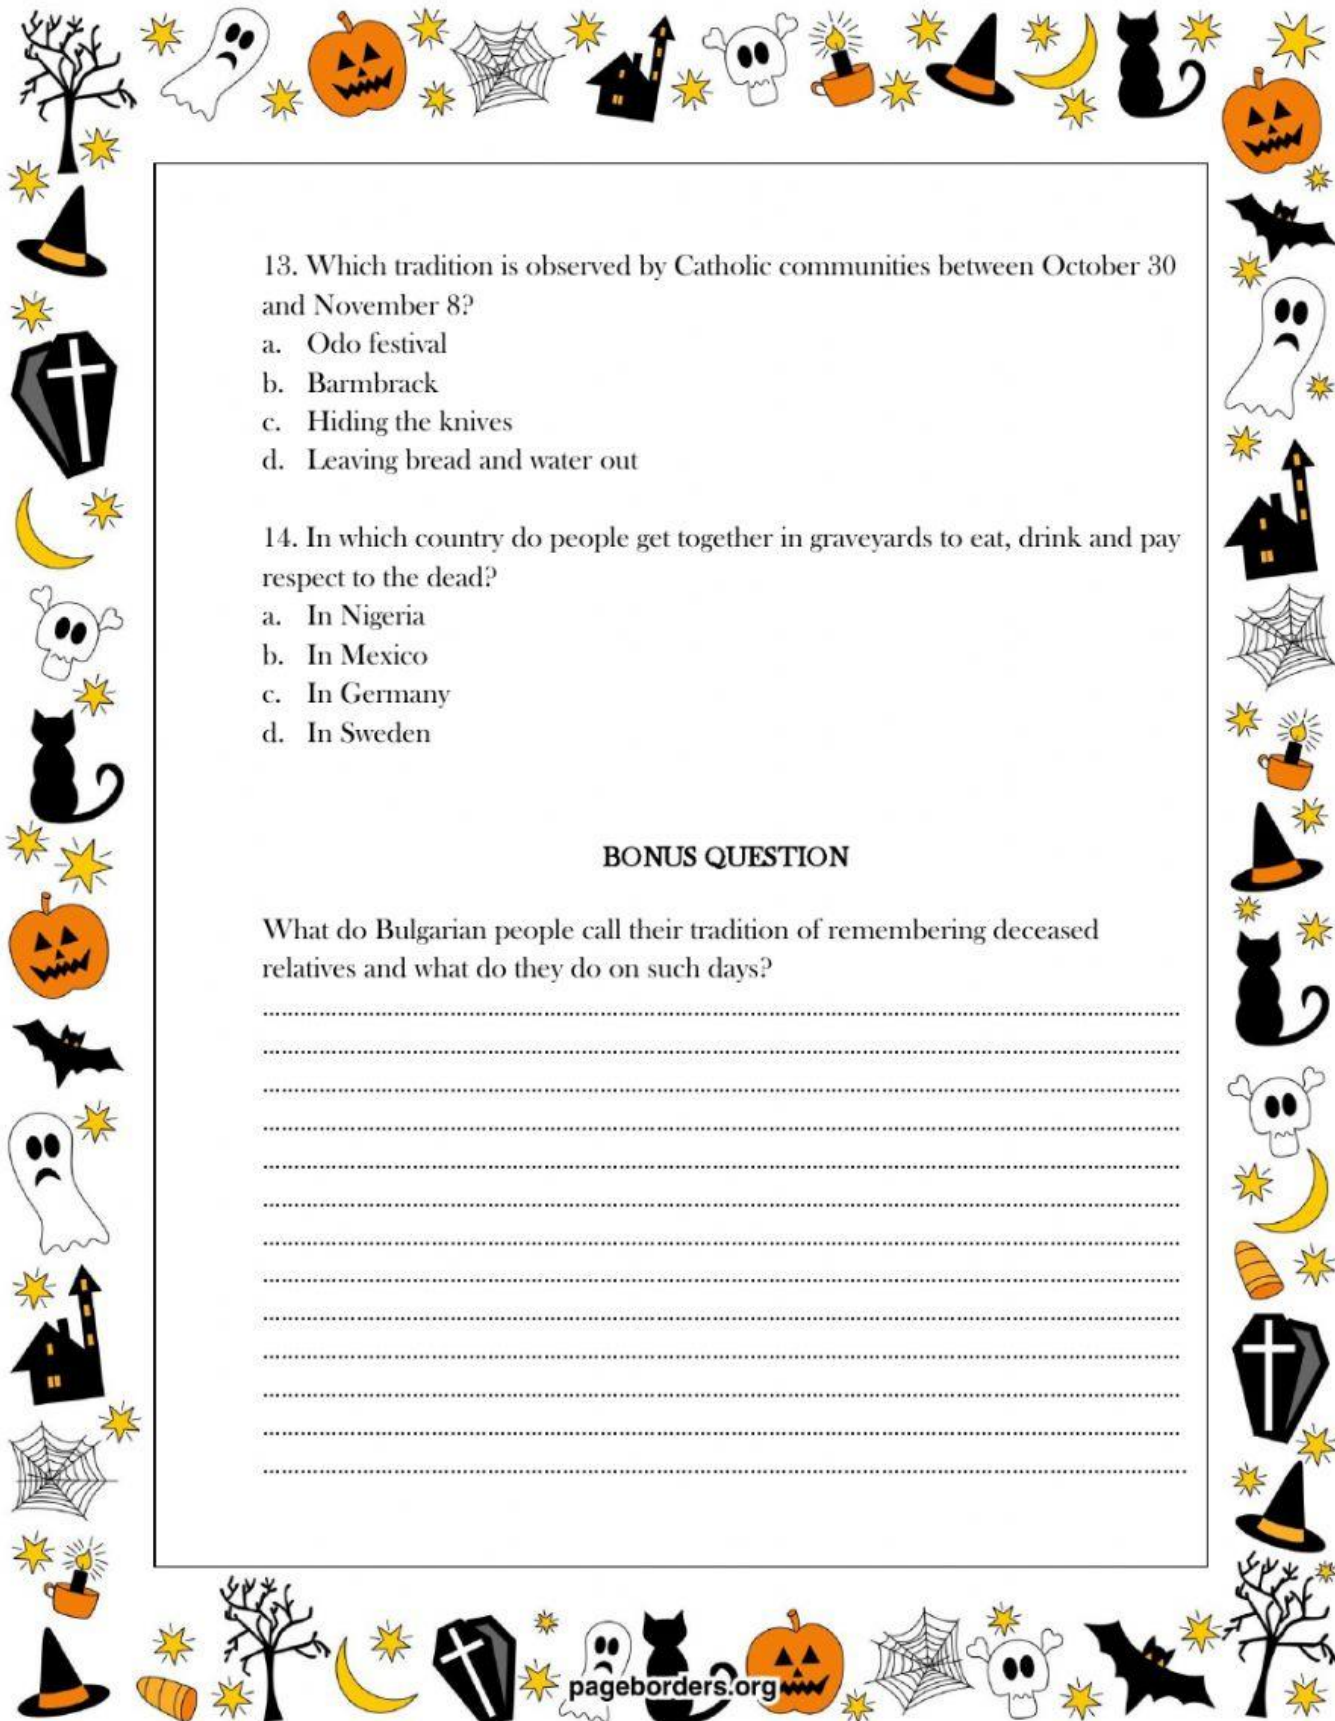 13. Which tradition is observed by Catholic communities between October 30
and November 8?
a. Odo festival
b. Barmbrack
c. Hiding the knives
d. Leaving bread and water out
14. In which country do people get together in graveyards to eat, drink and pay
respect to the dead?
a. In Nigeria
b. In Mexico
c. In Germany
d. In Sweden
BONUS QUESTION
What do Bulgarian people call their tradition of remembering deceased
relatives and what do they do on such days?
pageborders.org